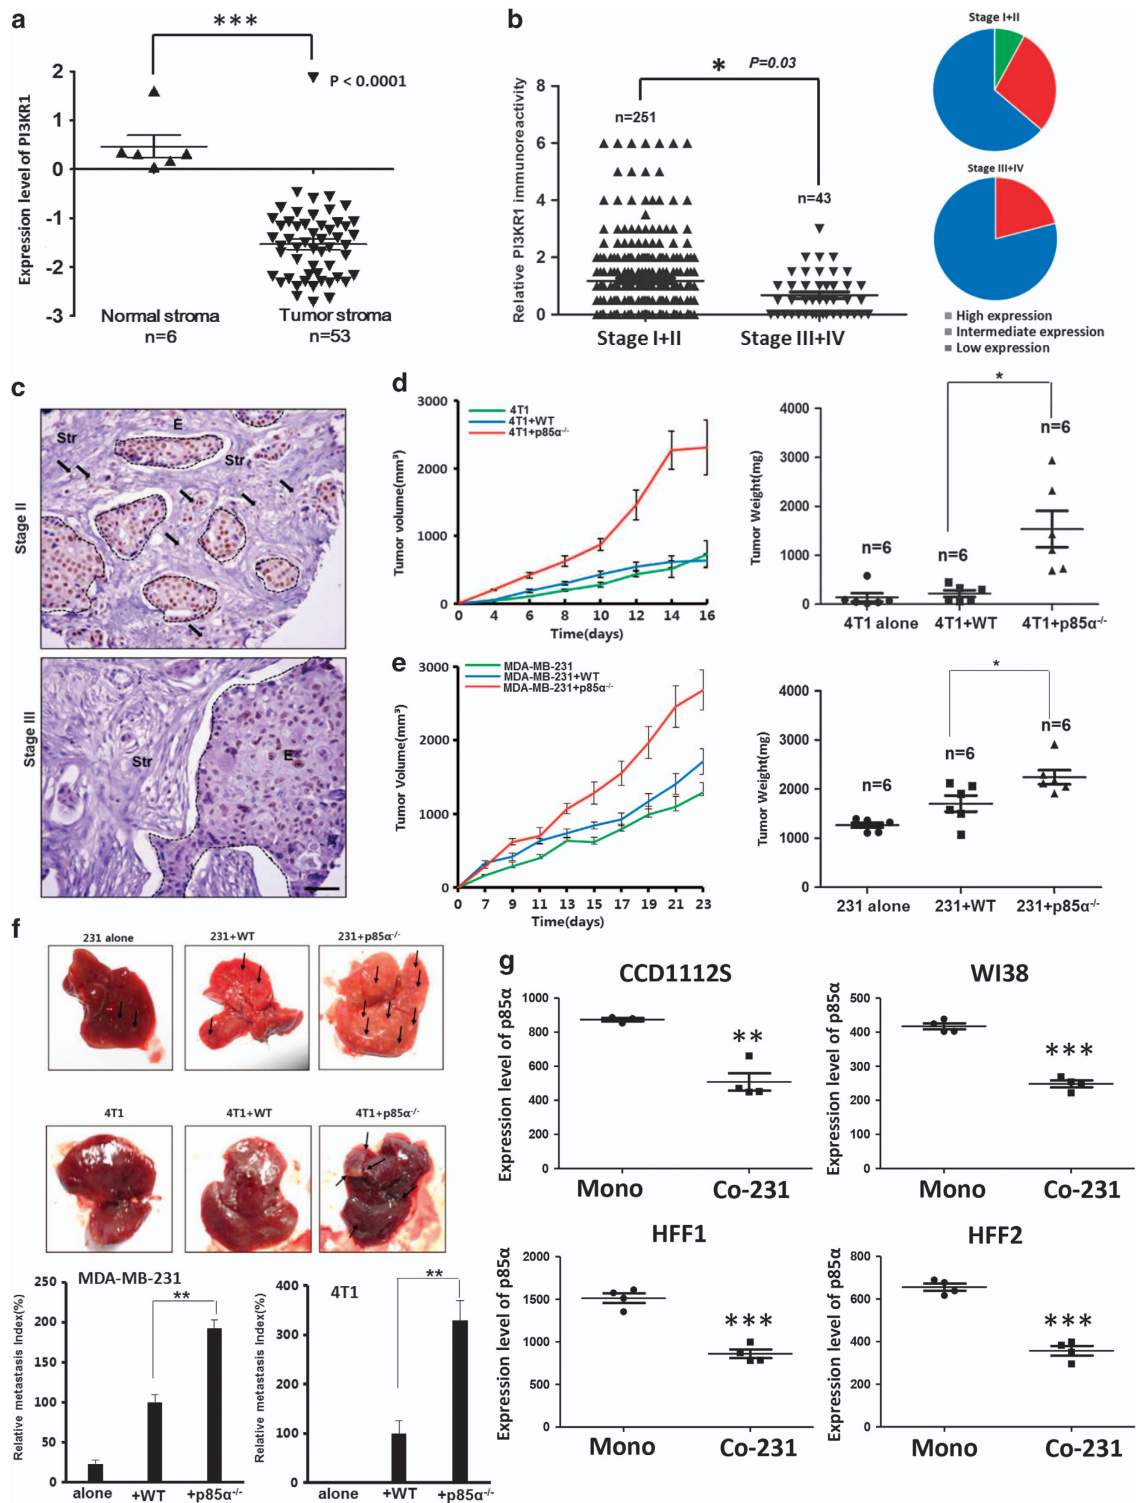 a
***
P < 0.0001
Expression level of PI3KR1
2
1
0
-1
-2
-3
Normal stroma
n=6
Tumor stroma
n=53
b
* P=0.03
Relative PI3KR1 immunoreactivity
8
6
4
2
0
n=251
n=43
Stage I+II
Stage III+IV
Stage I+II
Stage III+IV
High expression
Intermediate expression
Low expression
c
Stage II
Str
E
Str
Stage III
Str
E
d
Tumor volume(mm³)
3000
2000
1000
0
4T1
4T1+WT
4T1+p85α-/-
0 4 6 8 10 12 14 16
Time(days)
Tumor Weight(mg)
4000
3000
2000
1000
0
*
n=6
n=6
n=6
4T1 alone
4T1+WT
4T1+p85α-/-
e
Tumor Volume(mm³)
3000
2000
1000
0
MDA-MB-231
MDA-MB-231+WT
MDA-MB-231+p85α-/-
0 7 9 11 13 15 17 19 21 23
Time(days)
Tumor Weight(mg)
4000
3000
2000
1000
0
*
n=6
n=6
n=6
231 alone
231+WT
231+p85α-/-
f
231 alone
231+WT
231+p85α-/-
4T1
4T1+WT
4T1+p85α-/-
MDA-MB-231
Relative metastasis Index(%)
250
200
150
100
50
0
**
alone
+WT
+p85α-/-
4T1
Relative metastasis Index(%)
400
300
200
100
0
**
alone
+WT
+p85α-/-
g
CCD1112S
Expression level of p85α
1000
800
600
400
200
0
**
Mono
Co-231
WI38
Expression level of p85α
500
400
300
200
100
0
***
Mono
Co-231
HFF1
Expression level of p85α
1500
1000
500
0
***
Mono
Co-231
HFF2
Expression level of p85α
800
600
400
200
0
***
Mono
Co-231